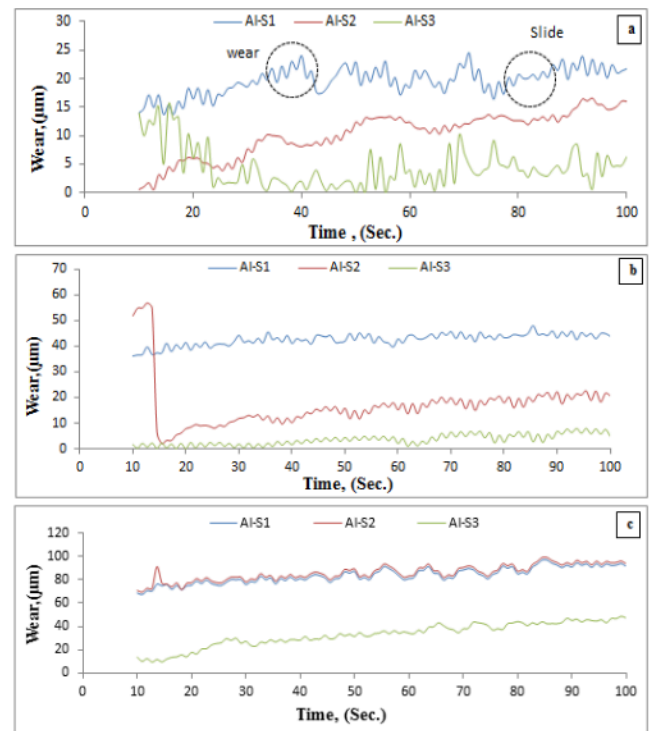 Al-S1 Al-S2 Al-S3
a
30
25
20
15
10
5
0
Wear, (μm)
wear
Slide
0 20 40 60 80 100
Time , (Sec.)
Al-S1 Al-S2 Al-S3
b
70
60
50
40
30
20
10
0
Wear,(μm)
0 10 20 30 40 50 60 70 80 90 100
Time, (Sec.)
Al-S1 Al-S2 Al-S3
c
120
100
80
60
40
20
0
Wear,(μm)
0 10 20 30 40 50 60 70 80 90 100
Time, (Sec.)